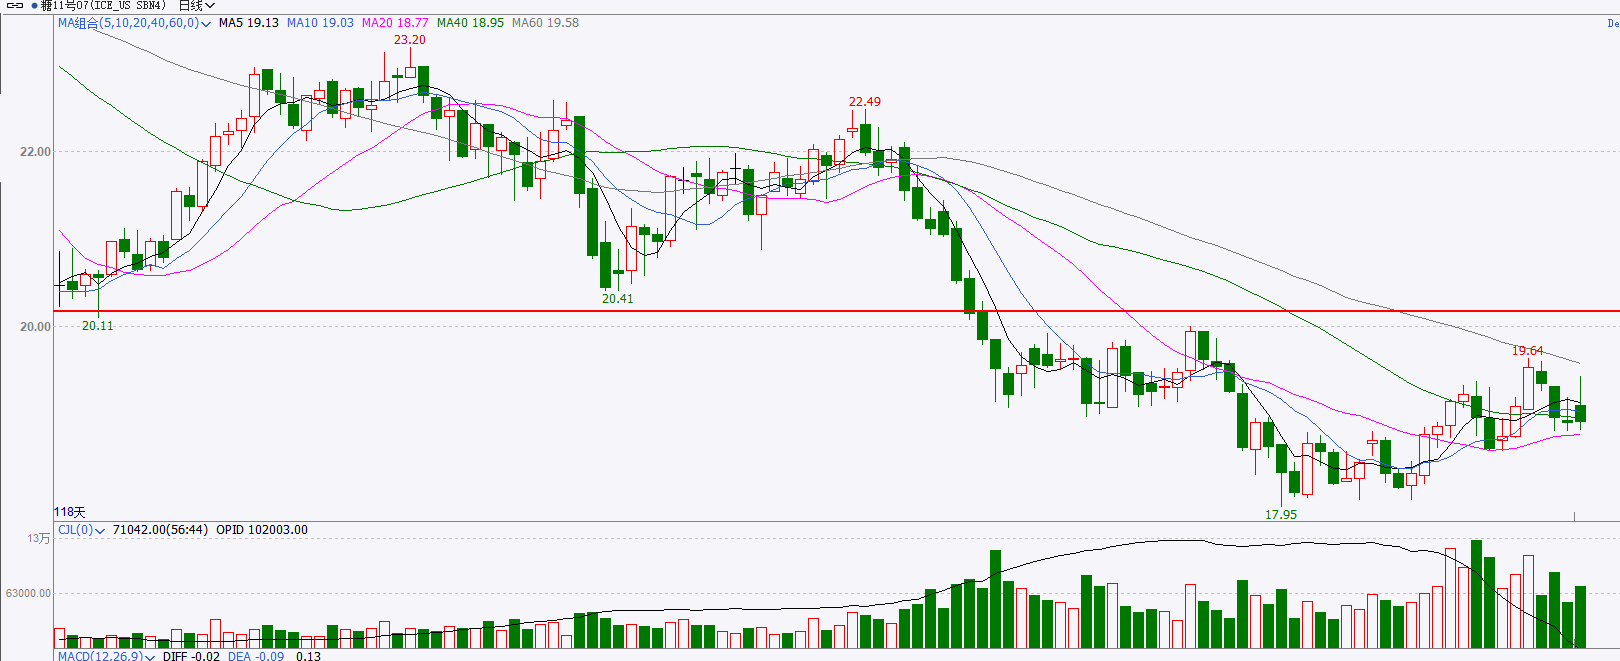 糖11号07(ICE_US SBN4) 日线
MA组合(5,10,20,40,60,0) MA5 19.13 MA10 19.03 MA20 18.77 MA40 18.95 MA60 19.58
De
23.20
22.49
22.00
20.41
20.11
20.00
19.64
17.95
118天
CJL(0) 71042.00(56:44) OPID 102003.00
13万
63000.00
MACD(12,26,9) DIFF -0.02 DEA -0.09 0.13